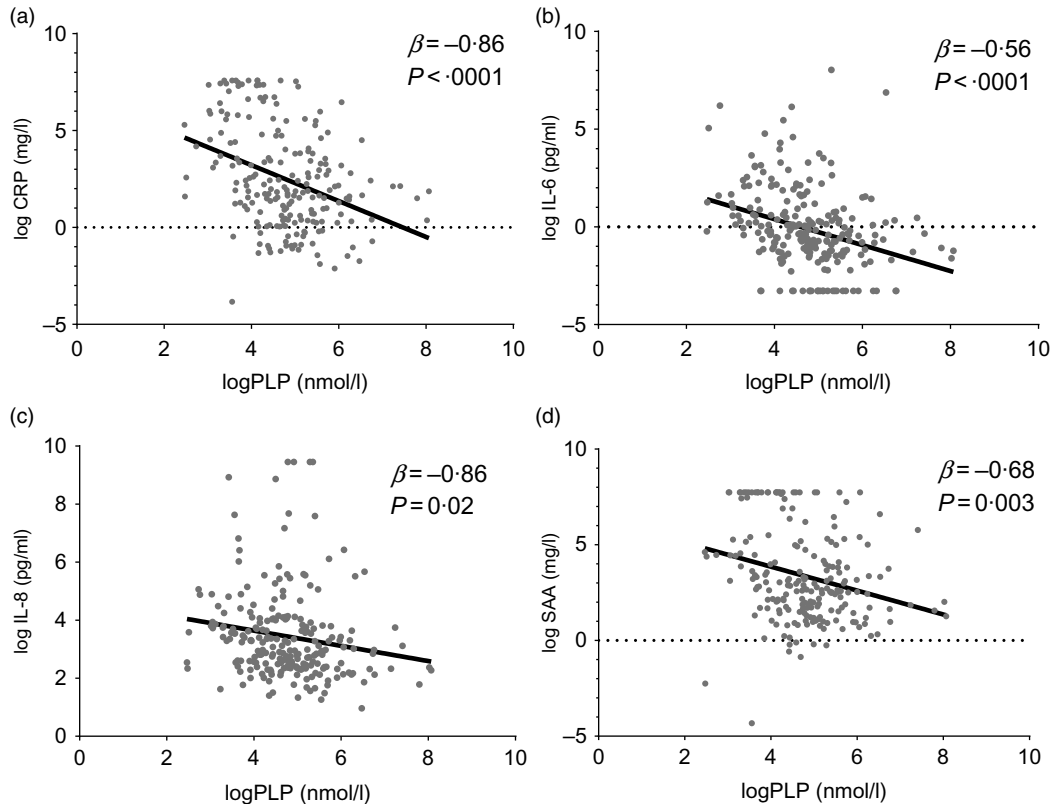 (a)
10
5
0
–5
log CRP (mg/l)
β = –0·86
P < ·0001
0
2
4
6
8
10
logPLP (nmol/l)
(b)
10
5
0
–5
log IL-6 (pg/ml)
β = –0·56
P < ·0001
0
2
4
6
8
10
logPLP (nmol/l)
(c)
10
8
6
4
2
0
log IL-8 (pg/ml)
β = –0·86
P = 0·02
0
2
4
6
8
10
logPLP (nmol/l)
(d)
10
5
0
–5
log SAA (mg/l)
β = –0·68
P = 0·003
0
2
4
6
8
10
logPLP (nmol/l)